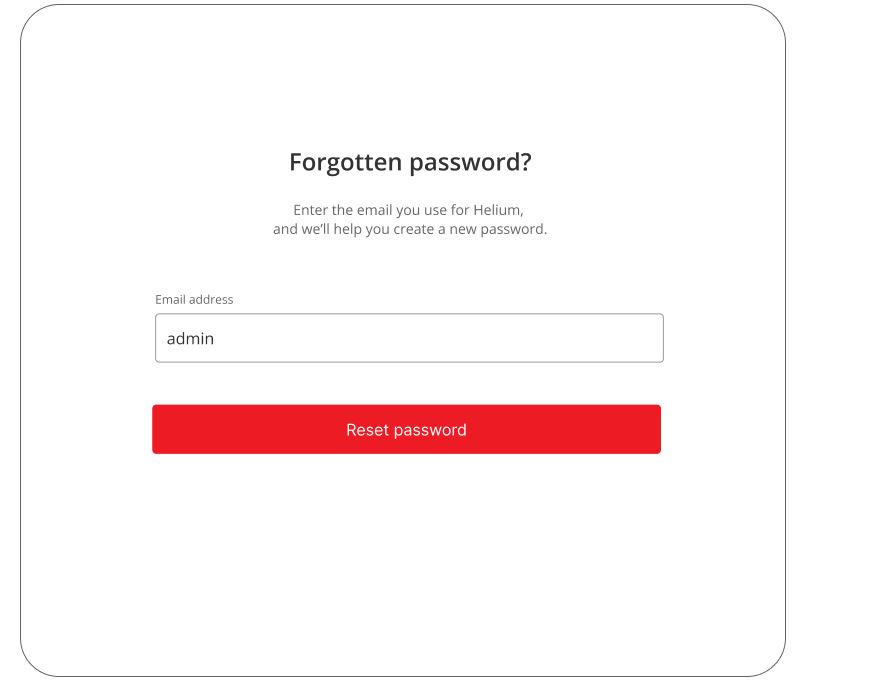 Forgotten password?
Enter the email you use for Helium,
and we'll help you create a new password.
Email address
admin
Reset password